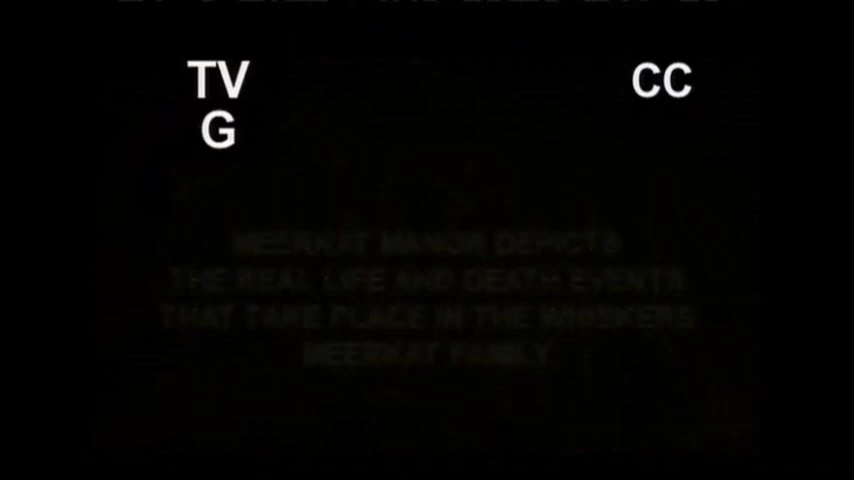 TV CC
G
MEERKAT MANOR DEPICTS
THE REAL LIFE AND DEATH EVENTS
THAT TAKE PLACE IN THE WHISKERS
MEERKAT FAMILY